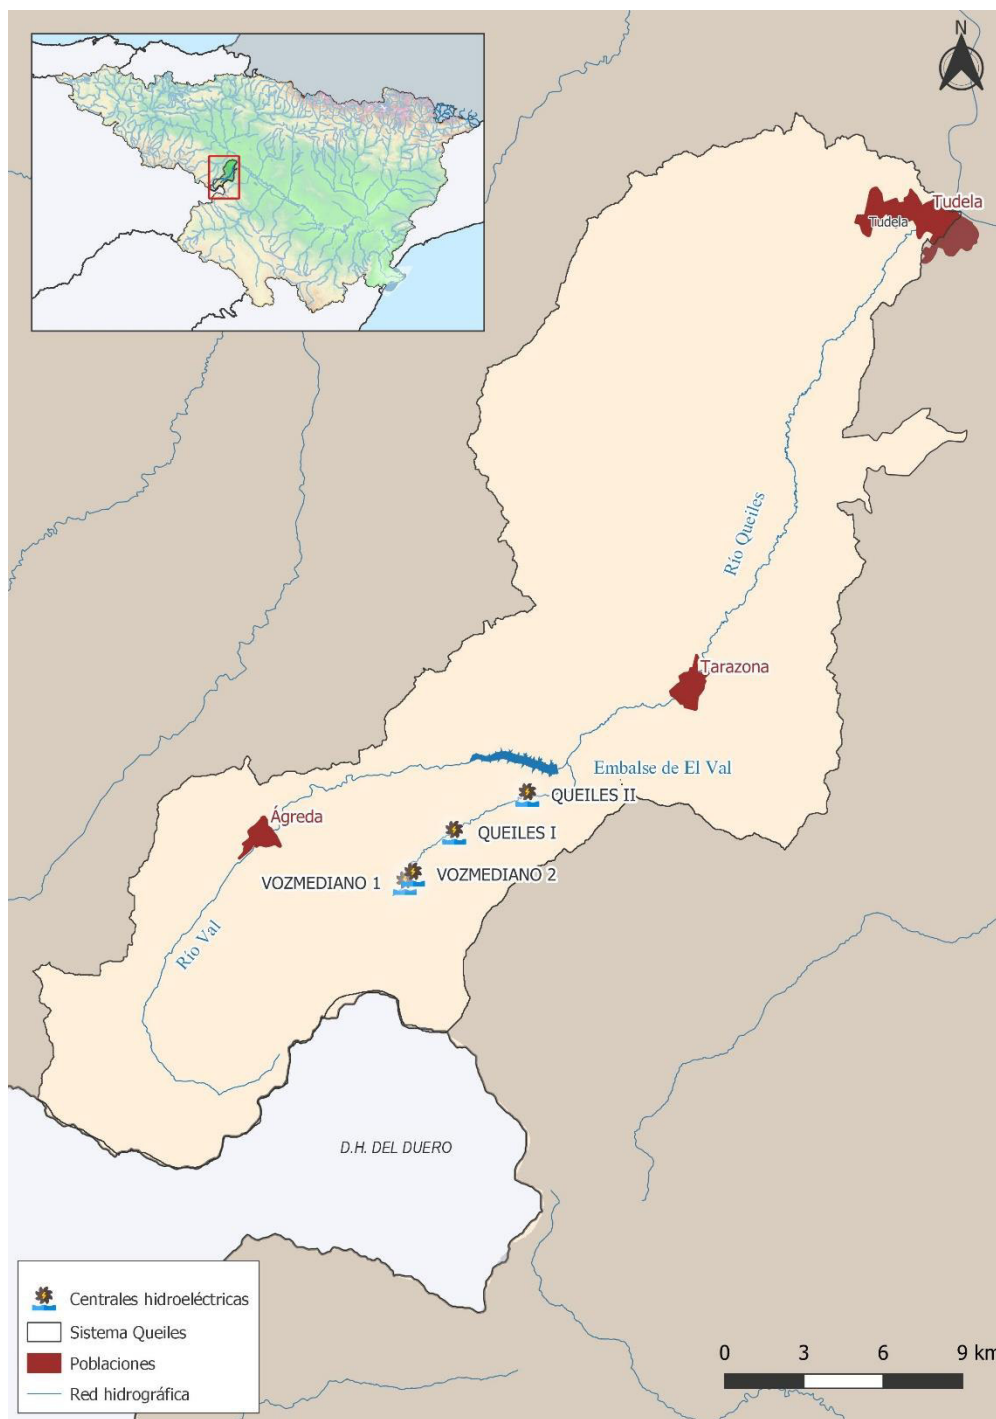 N
Tudela
Tudela
Río Queiles
Tarazona
Embalse de El Val
QUEILES II
Ágreda
QUEILES I
VOZMEDIANO 2
VOZMEDIANO 1
Río Val
D.H. DEL DUERO
Centrales hidroeléctricas
Sistema Queiles
Poblaciones
Red hidrográfica
0 3 6 9 km